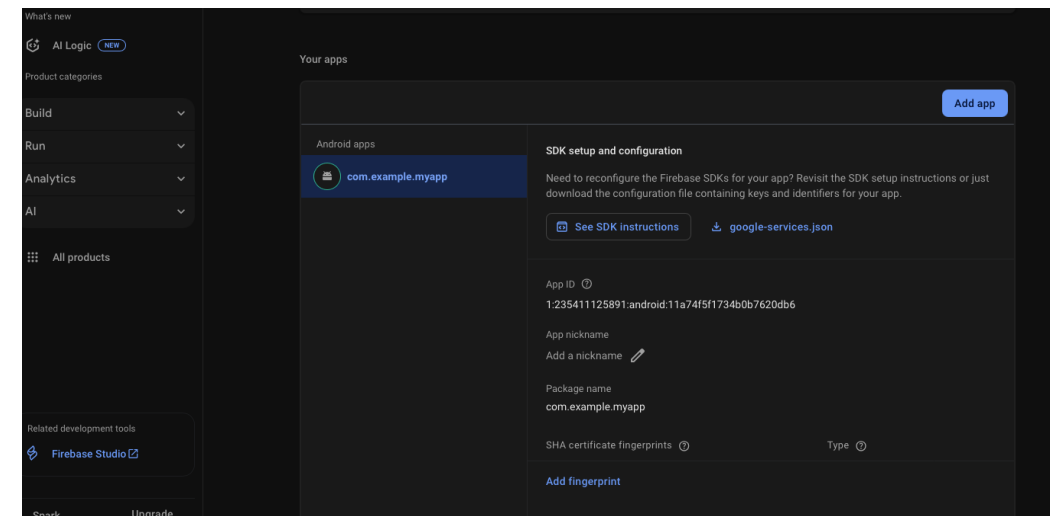 What's new
AI Logic NEW
Product categories
Build
Run
Analytics
AI
All products
Related development tools
Firebase Studio
Spark
Upgrade
Your apps
Add app
Android apps
com.example.myapp
SDK setup and configuration
Need to reconfigure the Firebase SDKs for your app? Revisit the SDK setup instructions or just
download the configuration file containing keys and identifiers for your app.
See SDK instructions
google-services.json
App ID
1:235411125891:android:11a74f5f1734b0b7620db6
App nickname
Add a nickname
Package name
com.example.myapp
SHA certificate fingerprints
Type
Add fingerprint